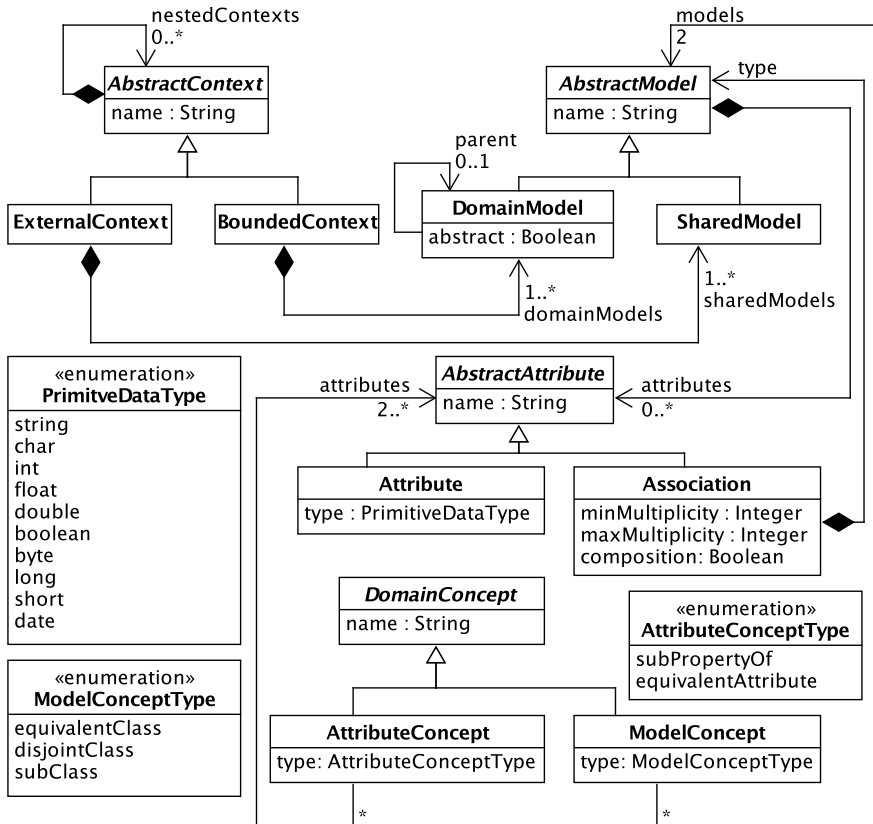 nestedContexts
0..*
AbstractContext
name : String
models
2
AbstractModel
name : String
type
ExternalContext
BoundedContext
parent
0..1
DomainModel
abstract : Boolean
SharedModel
1..*
domainModels
1..*
sharedModels
«enumeration»
PrimitveDataType
string
char
int
float
double
boolean
byte
long
short
date
attributes
2..*
AbstractAttribute
name : String
attributes
0..*
Attribute
type : PrimitiveDataType
Association
minMultiplicity : Integer
maxMultiplicity : Integer
composition: Boolean
DomainConcept
name : String
«enumeration»
AttributeConceptType
subPropertyOf
equivalentAttribute
«enumeration»
ModelConceptType
equivalentClass
disjointClass
subClass
AttributeConcept
type: AttributeConceptType
*
ModelConcept
type: ModelConceptType
*